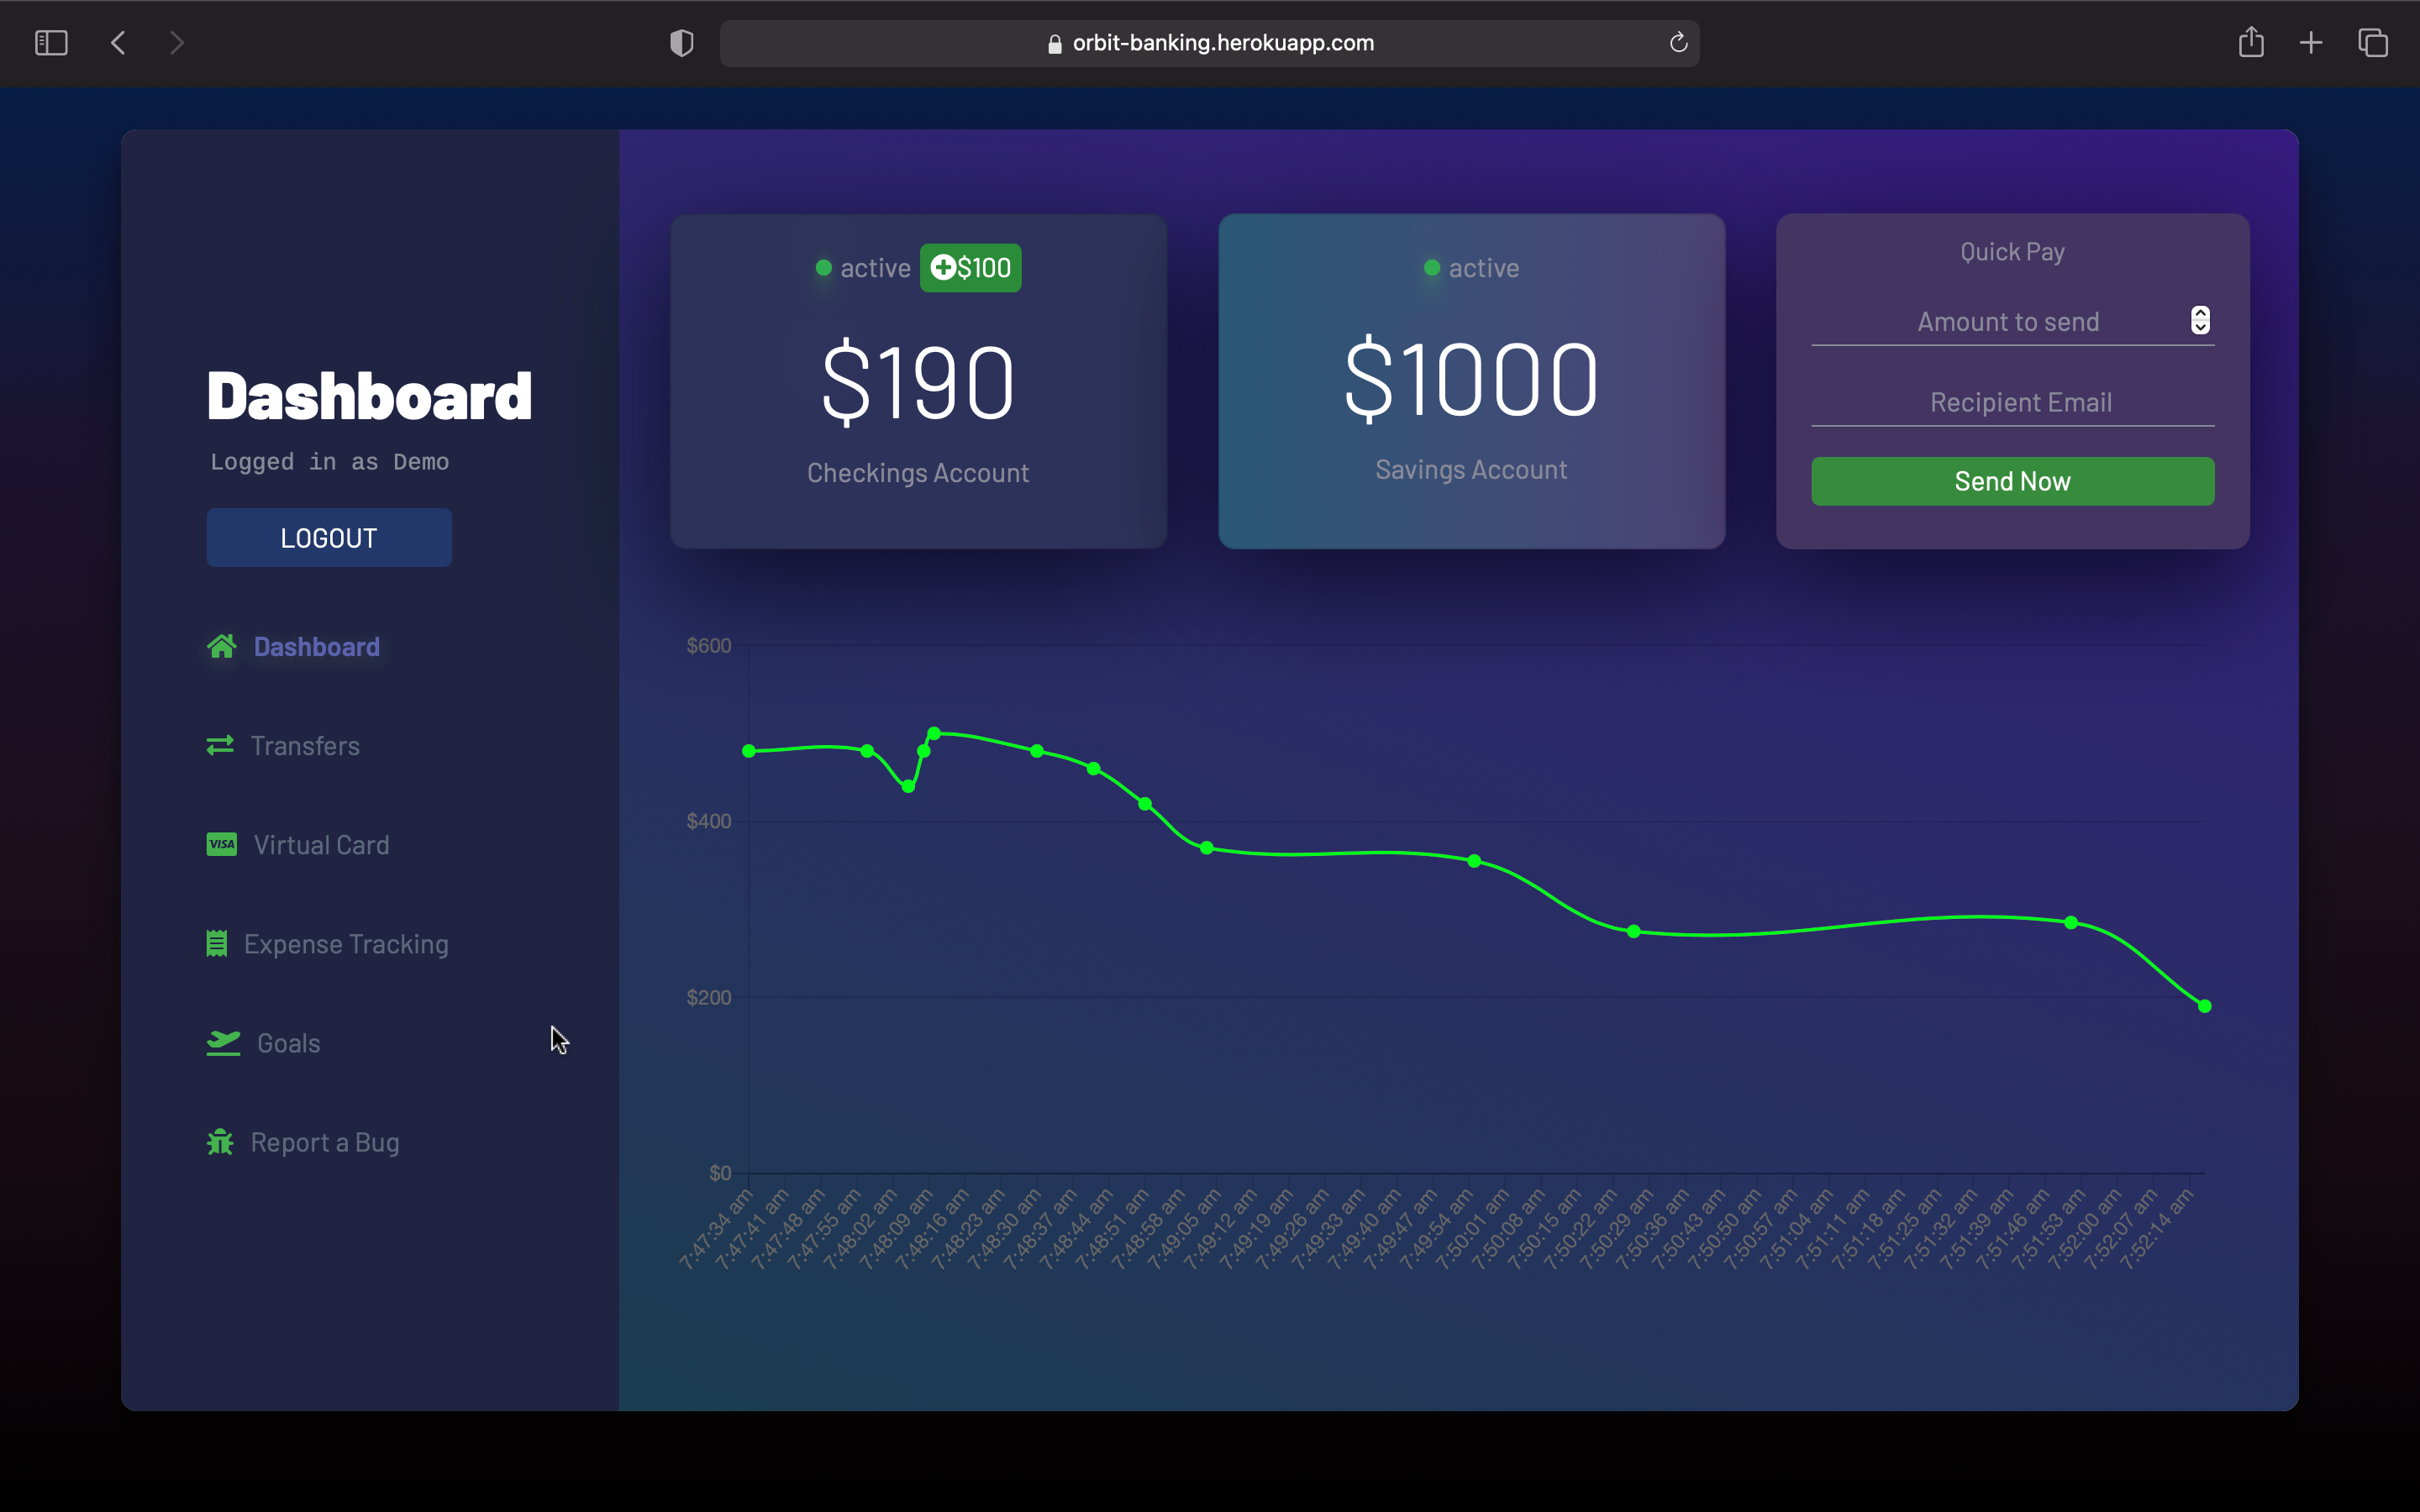 orbit-banking.herokuapp.com
Dashboard
Logged in as Demo
LOGOUT
Dashboard
Transfers
VISA Virtual Card
Expense Tracking
Goals
Report a Bug
active $100
$190
Checkings Account
active
$1000
Savings Account
Quick Pay
Amount to send
Recipient Email
Send Now
$600
$400
$200
$0
7:47:34 am
7:47:41 am
7:47:48 am
7:47:55 am
7:48:02 am
7:48:09 am
7:48:16 am
7:48:23 am
7:48:30 am
7:48:37 am
7:48:44 am
7:48:51 am
7:48:58 am
7:49:05 am
7:49:12 am
7:49:19 am
7:49:26 am
7:49:33 am
7:49:40 am
7:49:47 am
7:49:54 am
7:50:01 am
7:50:08 am
7:50:15 am
7:50:22 am
7:50:29 am
7:50:36 am
7:50:43 am
7:50:50 am
7:50:57 am
7:51:04 am
7:51:11 am
7:51:18 am
7:51:25 am
7:51:32 am
7:51:39 am
7:51:46 am
7:51:53 am
7:52:00 am
7:52:07 am
7:52:14 am